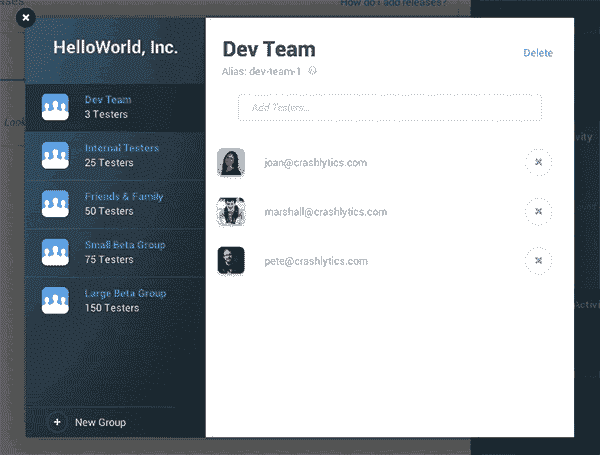 How do I add releases?
HelloWorld, Inc.
Dev Team
3 Testers
Internal Testers
25 Testers
Friends & Family
50 Testers
Small Beta Group
75 Testers
Large Beta Group
150 Testers
New Group
Dev Team
Delete
Alias: dev-team-1
Add Testers...
joan@crashlytics.com
marshall@crashlytics.com
pete@crashlytics.com
Look
Activi